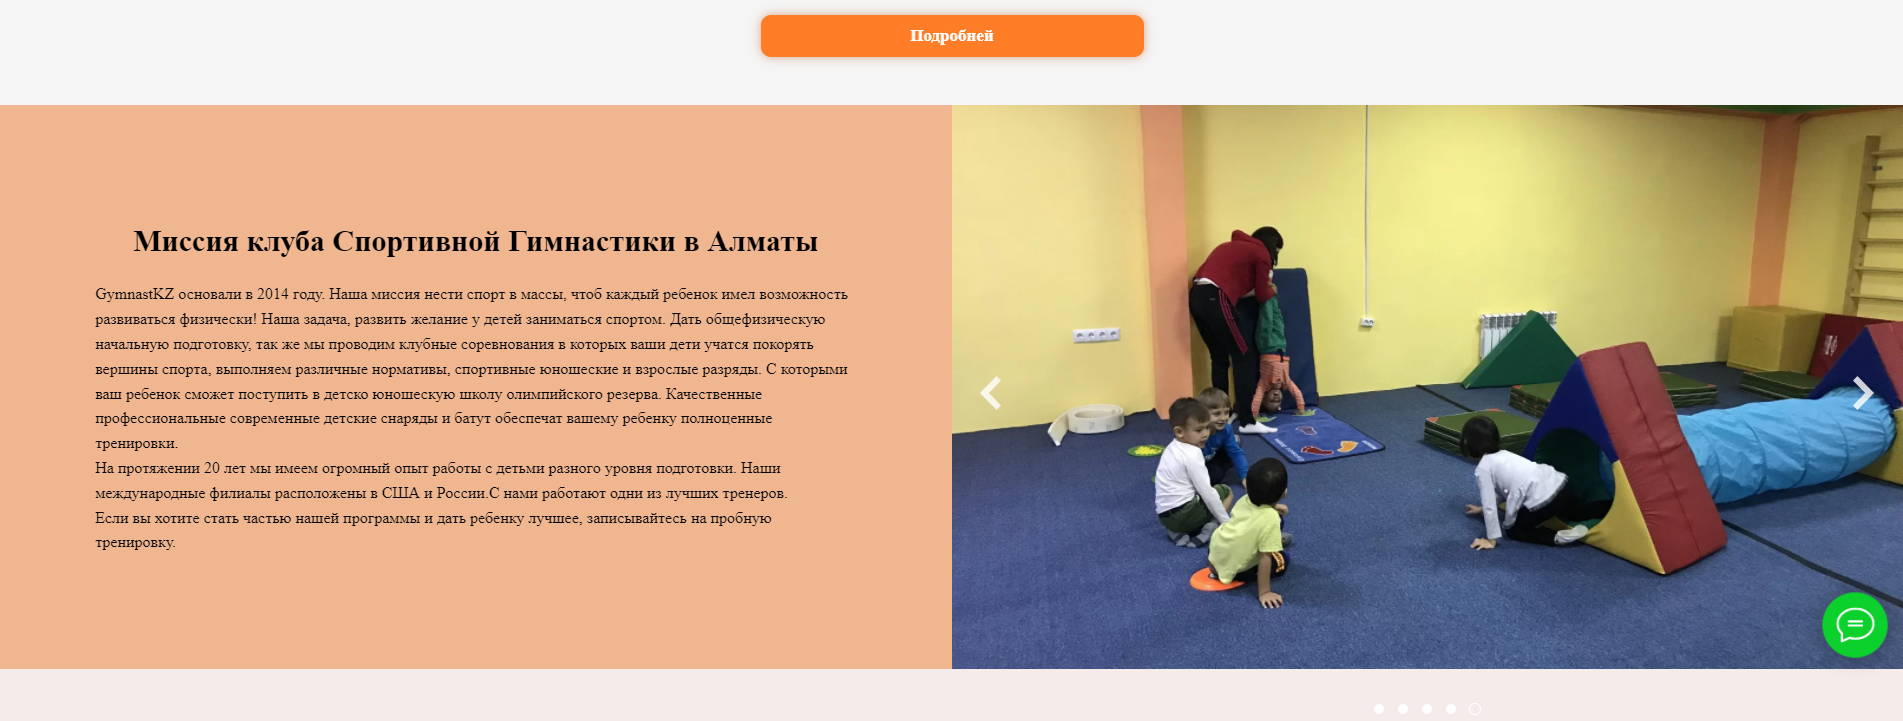 Подробней
Миссия клуба Спортивной Гимнастики в Алматы
GymnastKZ основали в 2014 году. Наша миссия нести спорт в массы, чтоб каждый ребенок имел возможность
развиваться физически! Наша задача, развить желание у детей заниматься спортом. Дать общефизическую
начальную подготовку, так же мы проводим клубные соревнования в которых ваши дети учатся покорять
вершины спорта, выполняем различные нормативы, спортивные юношеские и взрослые разряды. С которыми
ваш ребенок сможет поступить в детско юношескую школу олимпийского резерва. Качественные
профессиональные современные детские снаряды и батут обеспечат вашему ребенку полноценные
тренировки.
На протяжении 20 лет мы имеем огромный опыт работы с детьми разного уровня подготовки. Наши
международные филиалы расположены в США и России.С нами работают одни из лучших тренеров.
Если вы хотите стать частью нашей программы и дать ребенку лучшее, записывайтесь на пробную
тренировку.